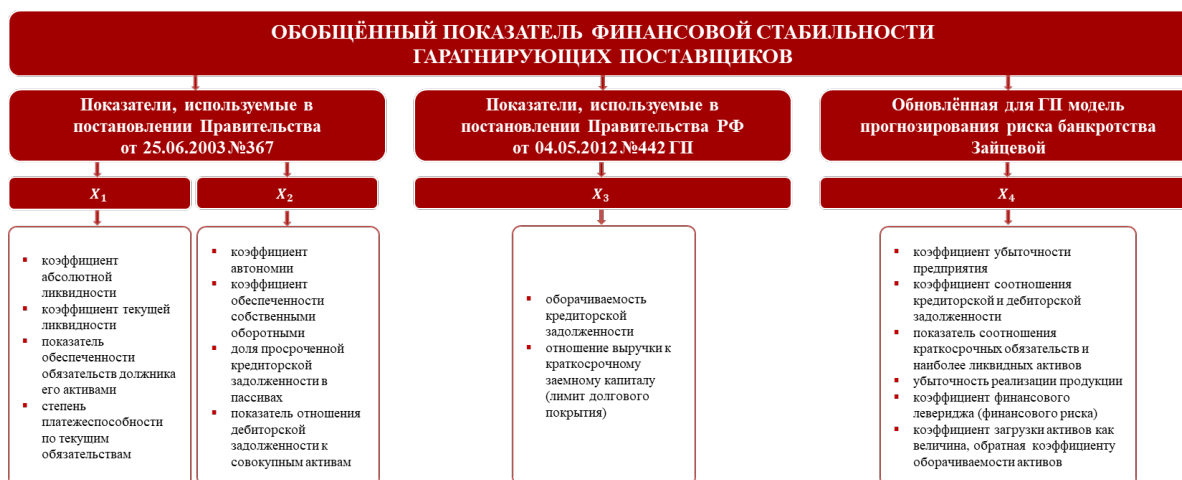 ОБОБЩЁННЫЙ ПОКАЗАТЕЛЬ ФИНАНСОВОЙ СТАБИЛЬНОСТИ
ГАРАТНИРУЮЩИХ ПОСТАВЩИКОВ
Показатели, используемые в
постановлении Правительства
от 25.06.2003 №367
Показатели, используемые в
постановлении Правительства РФ
от 04.05.2012 №442 ГП
Обновлённая для ГП модель
прогнозирования риска банкротства
Зайцевой
X₁
X₂
X₃
X₄
▪ коэффициент
абсолютной
ликвидности
▪ коэффициент текущей
ликвидности
▪ показатель
обеспеченности
обязательств должника
его активами
▪ степень
платежеспособности
по текущим
обязательствам
▪ коэффициент
автономии
▪ коэффициент
обеспеченности
собственными
оборотными
▪ доля просроченной
кредиторской
задолженности в
пассивах
▪ показатель отношения
дебиторской
задолженности к
совокупным активам
▪ оборачиваемость
кредиторской
задолженности
▪ отношение выручки к
краткосрочному
заемному капиталу
(лимит долгового
покрытия)
▪ коэффициент убыточности
предприятия
▪ коэффициент соотношения
кредиторской и дебиторской
задолженности
▪ показатель соотношения
краткосрочных обязательств и
наиболее ликвидных активов
▪ убыточность реализации продукции
▪ коэффициент финансового
левериджа (финансового риска)
▪ коэффициент загрузки активов как
величина, обратная коэффициенту
оборачиваемости активов